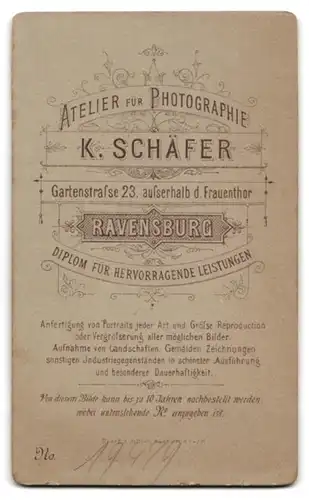 ATELIER FÜR PHOTOGRAPHIE
K. SCHÄFER
Gartenstraſse 23. auſserhalb d. Frauenthor
RAVENSBURG
DIPLOM FÜR HERVORRAGENDE LEISTUNGEN
Anfertigung von Portraits jeder Art und Gröſse Reproduction
oder Vergröſserung aller möglichen Bilder.
Aufnahme von Landschaften, Gemälden Zeichnungen
sonstigen Jndustriegegenständen in schönster Ausführung
und besonderer Dauerhaftigkeit.
Von diesem Bilde kann bis zu 10 Jahren nachbestellt werden
wobei untenstehende No. angegeben ist.
No.